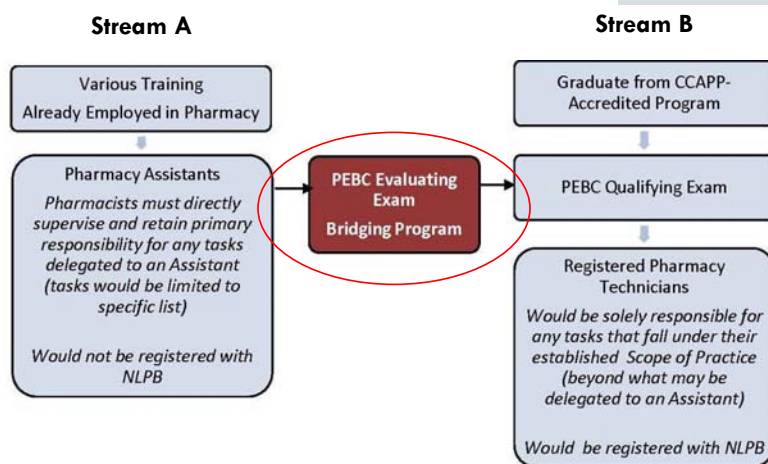 Stream A
Various Training
Already Employed in Pharmacy
Pharmacy Assistants
Pharmacists must directly
supervise and retain primary
responsibility for any tasks
delegated to an Assistant
(tasks would be limited to
specific list)
Would not be registered with
NLPB
PEBC Evaluating
Exam
Bridging Program
Stream B
Graduate from CCAPP-
Accredited Program
PEBC Qualifying Exam
Registered Pharmacy
Technicians
Would be solely responsible for
any tasks that fall under their
established Scope of Practice
(beyond what may be
delegated to an Assistant)
Would be registered with NLPB